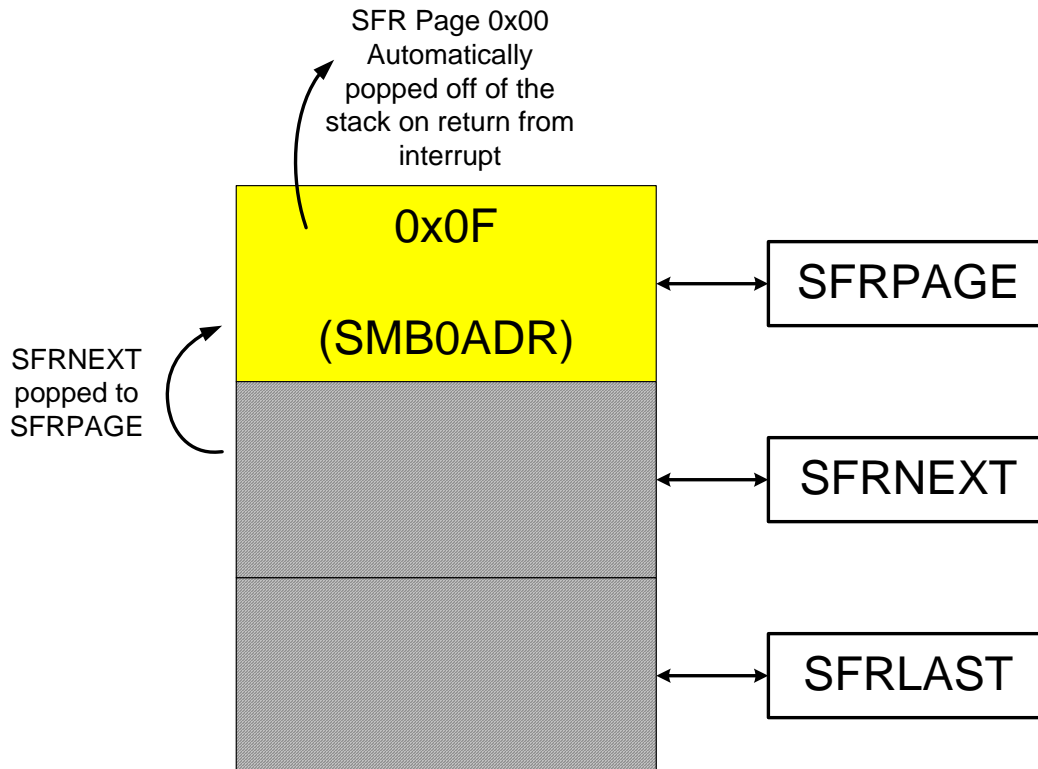 SFR Page 0x00
Automatically
popped off of the
stack on return from
interrupt
0x0F
(SMB0ADR)
SFRPAGE
SFRNEXT
popped to
SFRPAGE
SFRNEXT
SFRLAST